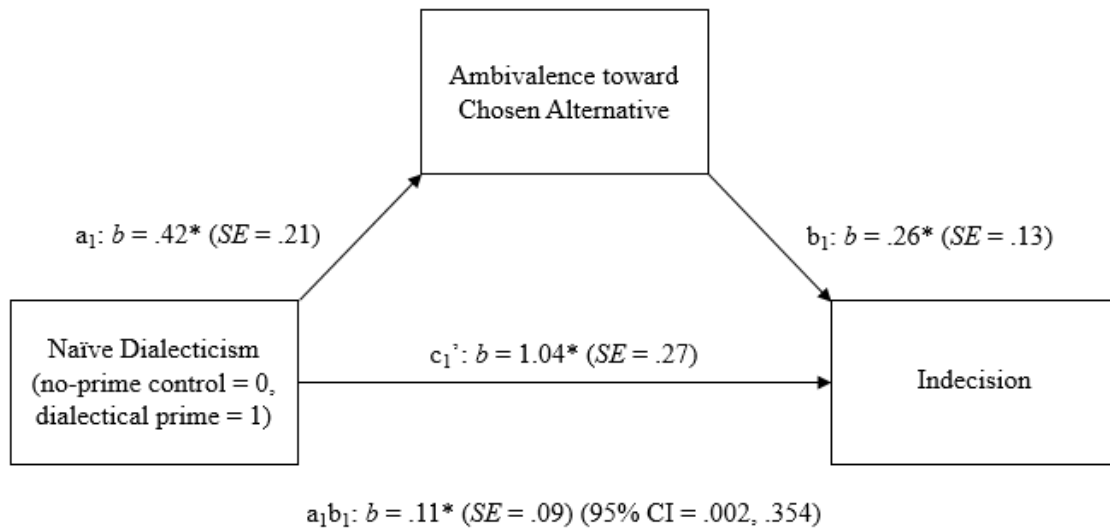 Ambivalence toward
Chosen Alternative
a₁: b = .42* (SE = .21)
b₁: b = .26* (SE = .13)
Naïve Dialecticism
(no-prime control = 0,
dialectical prime = 1)
c₁’: b = 1.04* (SE = .27)
Indecision
a₁b₁: b = .11* (SE = .09) (95% CI = .002, .354)